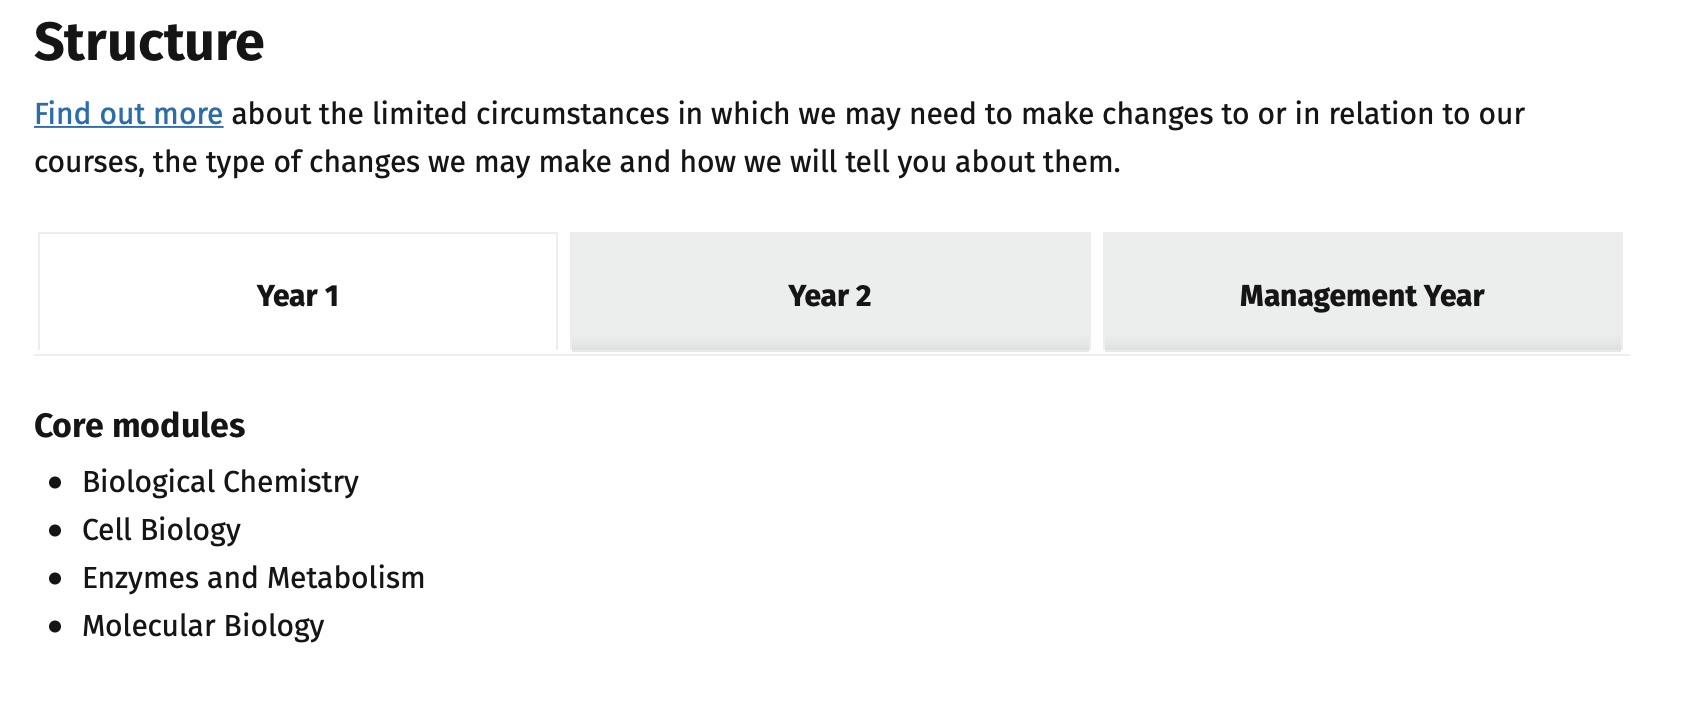 Structure
Find out more about the limited circumstances in which we may need to make changes to or in relation to our
courses, the type of changes we may make and how we will tell you about them.
Year 1
Year 2
Management Year
Core modules
Biological Chemistry
Cell Biology
Enzymes and Metabolism
Molecular Biology